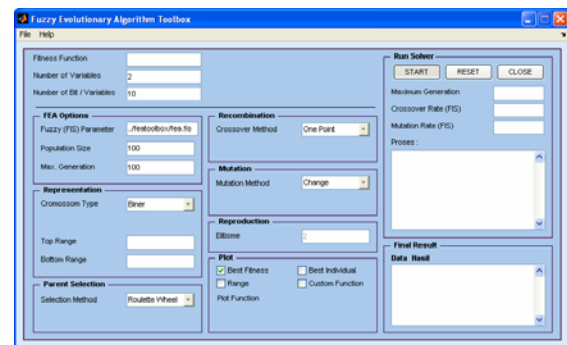 Fuzzy Evolutionary Algorithm Toolbox
File Help
Fitness Function
Number of Variables 2
Number of Bit / Variables 10
FEA Options
Fuzzy (FIS) Parameter ../featoolbox/fea.fis
Population Size 100
Max. Generation 100
Representation
Cromossom Type Biner
Top Range
Bottom Range
Parent Selection
Selection Method Roulette Wheel
Recombination
Crossover Method One Point
Mutation
Mutation Method Change
Reproduction
Elitisme 2
Plot
Best Fitness Best Individual
Range Custom Function
Plot Function
Run Solver
START RESET CLOSE
Maximum Generation
Crossover Rate (FIS)
Mutation Rate (FIS)
Proses :
Final Result
Data Hasil